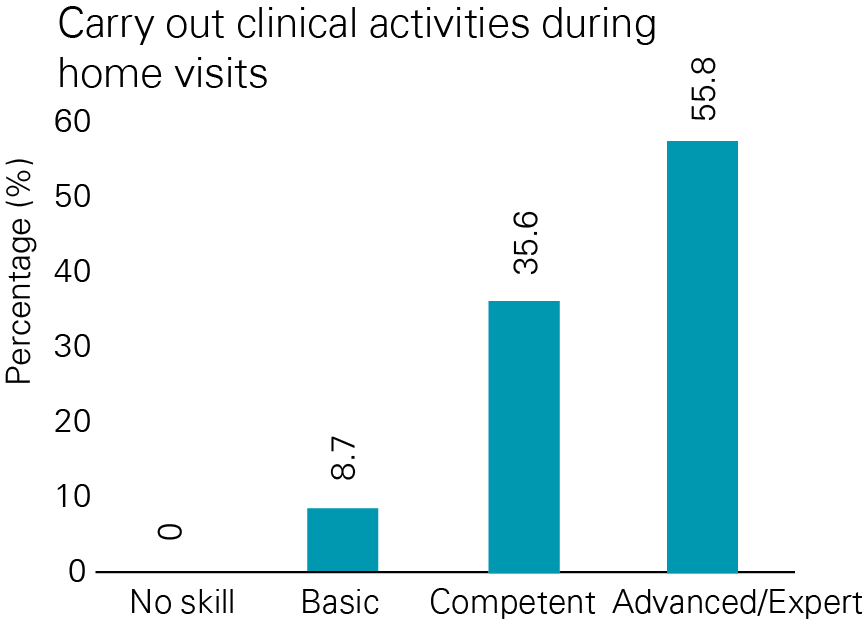 Carry out clinical activities during
home visits
Percentage (%)
60
50
40
30
20
10
0
0
8.7
35.6
55.8
No skill
Basic
Competent
Advanced/Expert